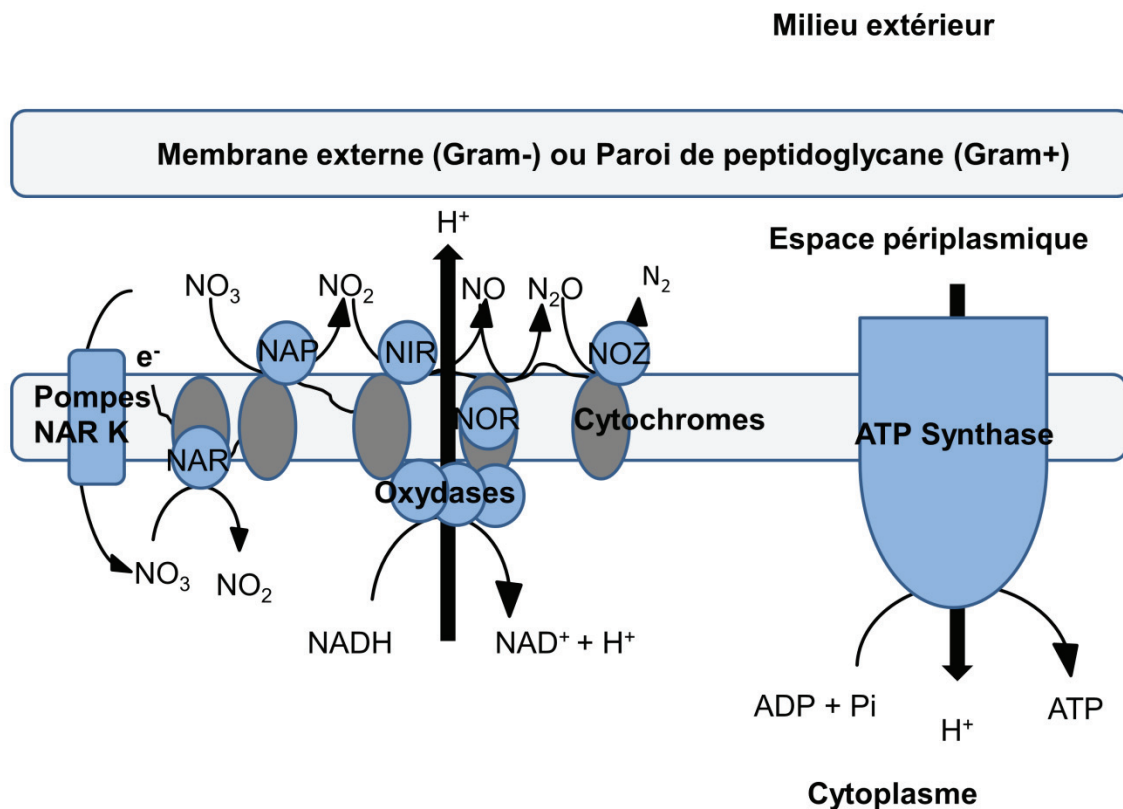 Milieu extérieur
Membrane externe (Gram-) ou Paroi de peptidoglycane (Gram+)
H⁺
Espace périplasmique
NO₃
NO₂
NO
N₂O
N₂
NAP
NIR
NOZ
e⁻
Pompes
NAR K
NAR
NOR
Cytochromes
ATP Synthase
Oxydases
NO₃
NO₂
NADH
NAD⁺ + H⁺
ADP + Pi
H⁺
ATP
Cytoplasme